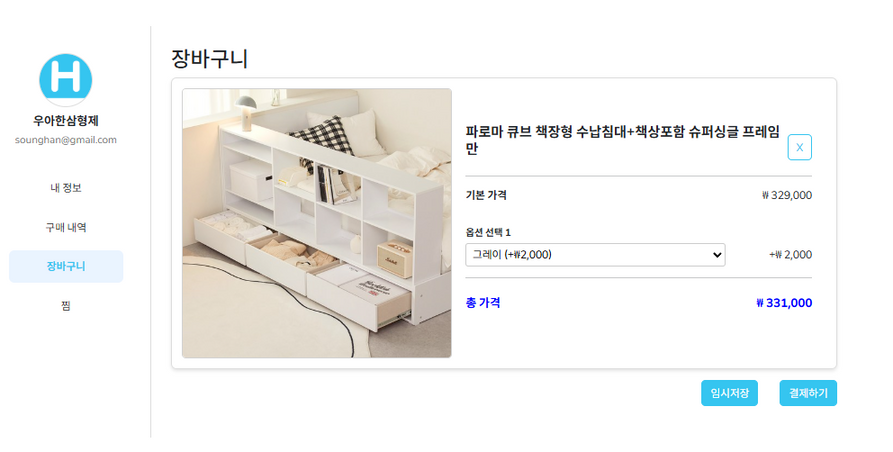 H
우아한삼형제
sounghan@gmail.com
내 정보
구매 내역
장바구니
찜
장바구니
파로마 큐브 책장형 수납침대+책상포함 슈퍼싱글 프레임
만
X
기본 가격
₩ 329,000
옵션 선택 1
그레이 (+₩2,000)
+₩ 2,000
총 가격
₩ 331,000
임시저장
결제하기